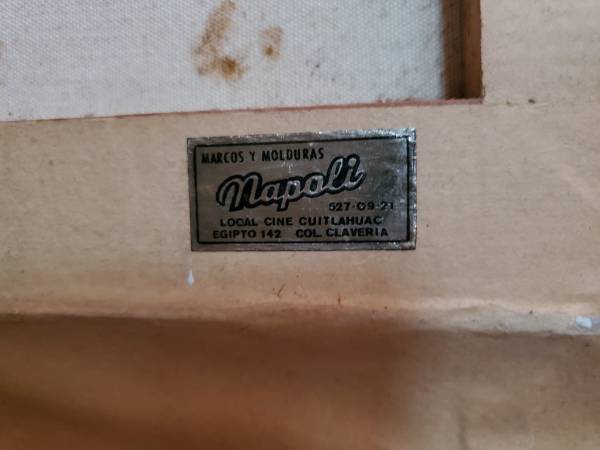 MARCOS Y MOLDURAS
Napoli
527-09-21
LOCAL CINE CUITLAHUAC
EGIPTO 142 COL. CLAVERIA